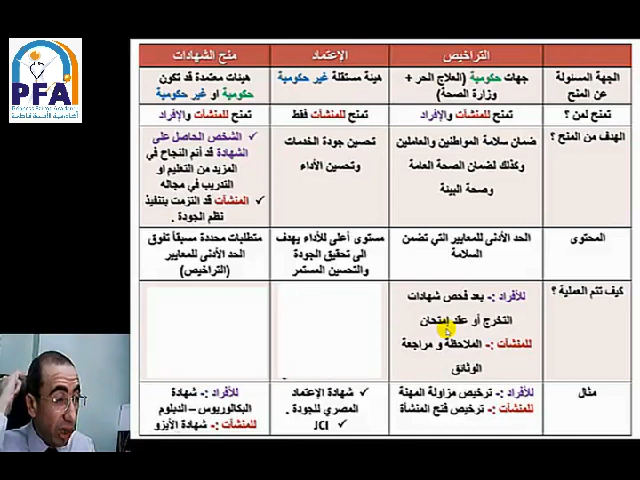 PFA
منح الشهادات
الإعتماد
التراخيص
الجهة المسئولة
عن المنح
جهات حكومية (العلاج الحر +
وزارة الصحة)
هيئة مستقلة غير حكومية
هيئات معتمدة قد تكون
حكومية او غير حكومية
تمنح لمن ؟
تمنح للمنشآت والإفراد
تمنح للمنشآت فقط
تمنح للمنشآت والإفراد
الهدف من المنح ؟
ضمان سلامة المواطنين والعاملين
وكذلك لضمان الصحة العامة
وصحة البيئة
تحسين جودة الخدمات
وتحسين الأداء
✓ الشخص الحاصل على
الشهادة قد أتم النجاح في
المزيد من التعليم او
التدريب في مجاله
✓ المنشآت قد التزمت بتنفيذ
نظم الجودة .
المحتوى
الحد الأدنى للمعايير التي تضمن
السلامة
مستوى أعلى للأداء يهدف
الى تحقيق الجودة
والتحسين المستمر
متطلبات محددة مسبقاً تفوق
الحد الأدنى للمعايير
(التراخيص)
كيف تتم العملية ؟
للأفراد :- بعد فحص شهادات
التخرج أو عقد إمتحان
للمنشآت :- الملاحظة و مراجعة
الوثائق
مثال
للأفراد :- ترخيص مزاولة المهنة
للمنشآت :- ترخيص فتح المنشأة
✓ شهادة الإعتماد
المصري للجودة .
✓ JCI
للأفراد :- شهادة
البكالوريوس – الدبلوم
للمنشآت :- شهادة الأيزو